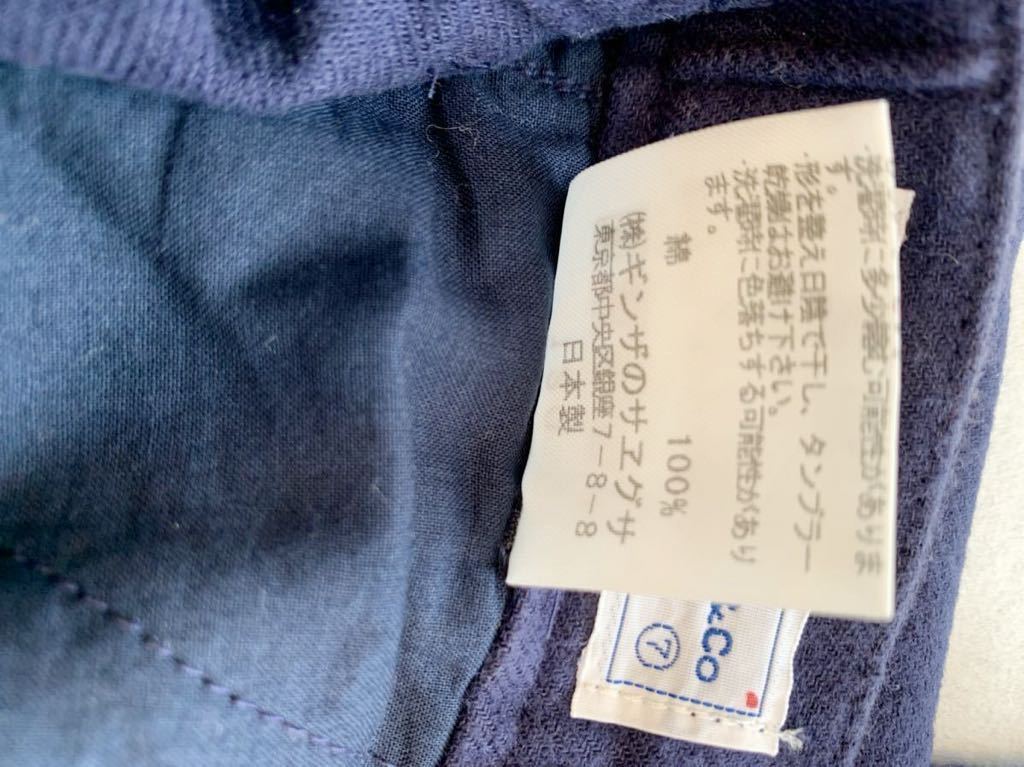 洗濯時に多少縮む可能性がありま
す。
形を整え日陰で干し、タンブラー
乾燥はお避け下さい。
洗濯時に色落ちする可能性があり
ます。
綿 100%
(株)ギンザのサエグサ
東京都中央区銀座7-8-8
日本製
&Co
7